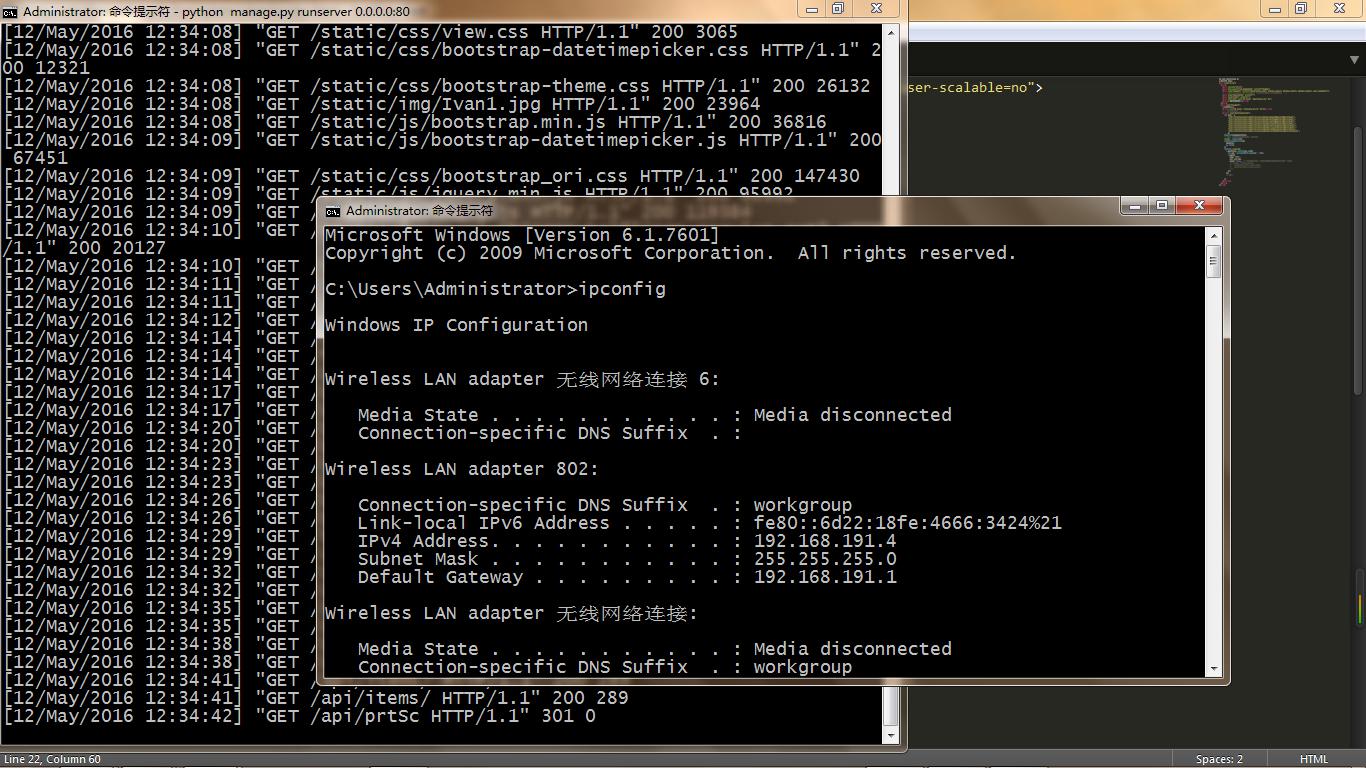 Administrator: 命令提示符 - python manage.py runserver 0.0.0.0:80
[12/May/2016 12:34:08] "GET /static/css/view.css HTTP/1.1" 200 3065
[12/May/2016 12:34:08] "GET /static/css/bootstrap-datetimepicker.css HTTP/1.1" 2
00 12321
[12/May/2016 12:34:08] "GET /static/css/bootstrap-theme.css HTTP/1.1" 200 26132
[12/May/2016 12:34:08] "GET /static/img/Ivan1.jpg HTTP/1.1" 200 23964
[12/May/2016 12:34:08] "GET /static/js/bootstrap.min.js HTTP/1.1" 200 36816
[12/May/2016 12:34:09] "GET /static/js/bootstrap-datetimepicker.js HTTP/1.1" 200
67451
[12/May/2016 12:34:09] "GET /static/css/bootstrap_ori.css HTTP/1.1" 200 147430
[12/May/2016 12:34:09] "GET /static/js/jquery.min.js HTTP/1.1" 200 95992
[12/May/2016 12:34:09] "GET /
[12/May/2016 12:34:10] "GET /
/1.1" 200 20127
[12/May/2016 12:34:10] "GET /
[12/May/2016 12:34:11] "GET /
[12/May/2016 12:34:11] "GET /
[12/May/2016 12:34:12] "GET /
[12/May/2016 12:34:14] "GET /
[12/May/2016 12:34:14] "GET /
[12/May/2016 12:34:14] "GET /
[12/May/2016 12:34:17] "GET /
[12/May/2016 12:34:17] "GET /
[12/May/2016 12:34:20] "GET /
[12/May/2016 12:34:20] "GET /
[12/May/2016 12:34:23] "GET /
[12/May/2016 12:34:23] "GET /
[12/May/2016 12:34:26] "GET /
[12/May/2016 12:34:26] "GET /
[12/May/2016 12:34:29] "GET /
[12/May/2016 12:34:29] "GET /
[12/May/2016 12:34:32] "GET /
[12/May/2016 12:34:32] "GET /
[12/May/2016 12:34:35] "GET /
[12/May/2016 12:34:35] "GET /
[12/May/2016 12:34:38] "GET /
[12/May/2016 12:34:38] "GET /
[12/May/2016 12:34:41] "GET /
[12/May/2016 12:34:41] "GET /api/items/ HTTP/1.1" 200 289
[12/May/2016 12:34:42] "GET /api/prtSc HTTP/1.1" 301 0
ser-scalable=no">
Administrator: 命令提示符
Microsoft Windows [Version 6.1.7601]
Copyright (c) 2009 Microsoft Corporation.  All rights reserved.
C:\Users\Administrator>ipconfig
Windows IP Configuration
Wireless LAN adapter 无线网络连接 6:
Media State . . . . . . . . . . . : Media disconnected
Connection-specific DNS Suffix  . :
Wireless LAN adapter 802:
Connection-specific DNS Suffix  . : workgroup
Link-local IPv6 Address . . . . . : fe80::6d22:18fe:4666:3424%21
IPv4 Address. . . . . . . . . . . : 192.168.191.4
Subnet Mask . . . . . . . . . . . : 255.255.255.0
Default Gateway . . . . . . . . . : 192.168.191.1
Wireless LAN adapter 无线网络连接:
Media State . . . . . . . . . . . : Media disconnected
Connection-specific DNS Suffix  . : workgroup
Line 22, Column 60
Spaces: 2
HTML